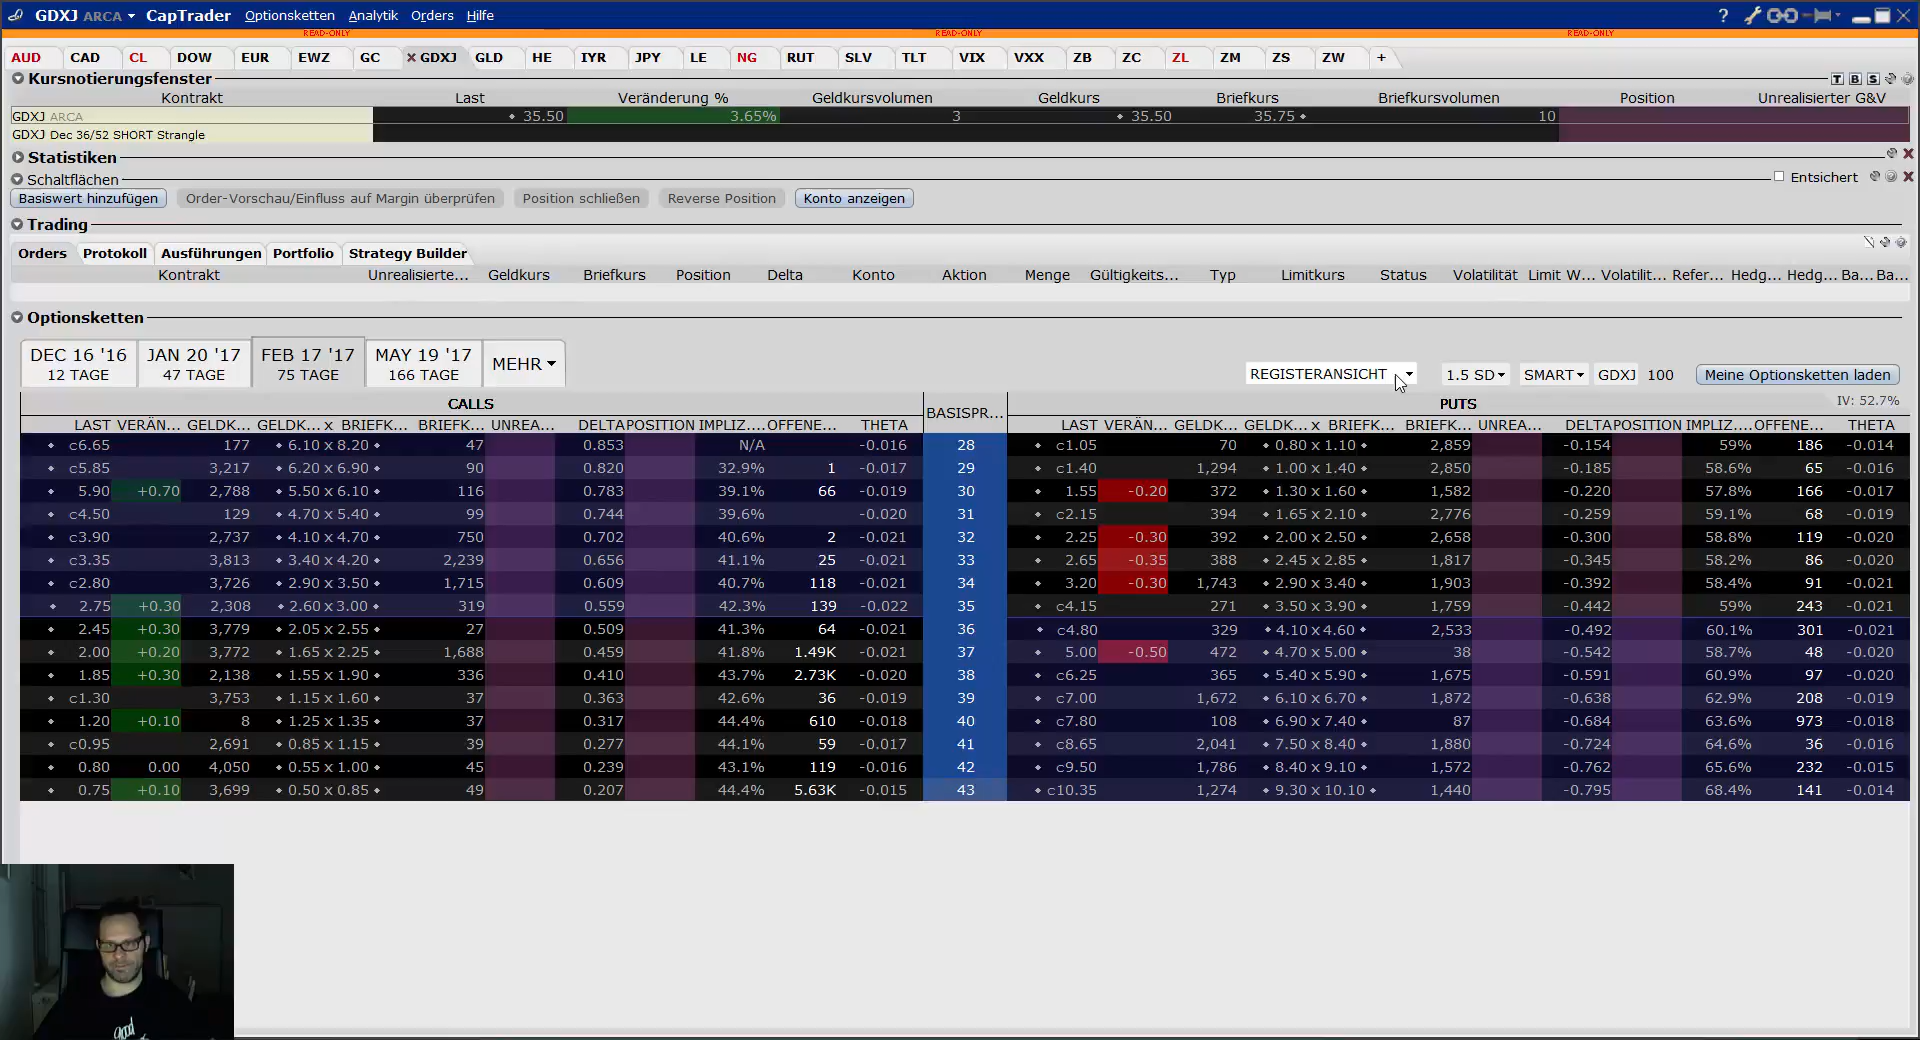 GDXJ ARCA CapTrader Optionsketten Analytik Orders Hilfe ?
READ-ONLY READ-ONLY READ-ONLY
AUD CAD CL DOW EUR EWZ GC × GDXJ GLD HE IYR JPY LE NG RUT SLV TLT VIX VXX ZB ZC ZL ZM ZS ZW +
Kursnotierungsfenster T B S
Kontrakt Last Veränderung % Geldkursvolumen Geldkurs Briefkurs Briefkursvolumen Position Unrealisierter G&V
GDXJ ARCA 35.50 3.65% 3 35.50 35.75 10
GDXJ Dec 36/52 SHORT Strangle
Statistiken
Schaltflächen Entsichert
Basiswert hinzufügen Order-Vorschau/Einfluss auf Margin überprüfen Position schließen Reverse Position Konto anzeigen
Trading
Orders Protokoll Ausführungen Portfolio Strategy Builder
Kontrakt Unrealisierte... Geldkurs Briefkurs Position Delta Konto Aktion Menge Gültigkeits... Typ Limitkurs Status Volatilität Limit W... Volatilit... Refer... Hedg... Hedg... Ba... Ba...
Optionsketten
DEC 16 '16 JAN 20 '17 FEB 17 '17 MAY 19 '17 MEHR
12 TAGE 47 TAGE 75 TAGE 166 TAGE
REGISTERANSICHT 1.5 SD SMART GDXJ 100 Meine Optionsketten laden
CALLS BASISPR... PUTS IV: 52.7%
LAST VERÄN... GELDK... GELDK... x BRIEFK... BRIEFK... UNREA... DELTA POSITION IMPLIZ.... OFFENE... THETA LAST VERÄN... GELDK... GELDK... x BRIEFK... BRIEFK... UNREA... DELTA POSITION IMPLIZ.... OFFENE... THETA
c6.65 177 6.10 x 8.20 47 0.853 N/A -0.016 28 c1.05 70 0.80 x 1.10 2,859 -0.154 59% 186 -0.014
c5.85 3,217 6.20 x 6.90 90 0.820 32.9% 1 -0.017 29 c1.40 1,294 1.00 x 1.40 2,850 -0.185 58.6% 65 -0.016
5.90 +0.70 2,788 5.50 x 6.10 116 0.783 39.1% 66 -0.019 30 1.55 -0.20 372 1.30 x 1.60 1,582 -0.220 57.8% 166 -0.017
c4.50 129 4.70 x 5.40 99 0.744 39.6% -0.020 31 c2.15 394 1.65 x 2.10 2,776 -0.259 59.1% 68 -0.019
c3.90 2,737 4.10 x 4.70 750 0.702 40.6% 2 -0.021 32 2.25 -0.30 392 2.00 x 2.50 2,658 -0.300 58.8% 119 -0.020
c3.35 3,813 3.40 x 4.20 2,239 0.656 41.1% 25 -0.021 33 2.65 -0.35 388 2.45 x 2.85 1,817 -0.345 58.2% 86 -0.020
c2.80 3,726 2.90 x 3.50 1,715 0.609 40.7% 118 -0.021 34 3.20 -0.30 1,743 2.90 x 3.40 1,903 -0.392 58.4% 91 -0.021
2.75 +0.30 2,308 2.60 x 3.00 319 0.559 42.3% 139 -0.022 35 c4.15 271 3.50 x 3.90 1,759 -0.442 59% 243 -0.021
2.45 +0.30 3,779 2.05 x 2.55 27 0.509 41.3% 64 -0.021 36 c4.80 329 4.10 x 4.60 2,533 -0.492 60.1% 301 -0.021
2.00 +0.20 3,772 1.65 x 2.25 1,688 0.459 41.8% 1.49K -0.021 37 5.00 -0.50 472 4.70 x 5.00 38 -0.542 58.7% 48 -0.020
1.85 +0.30 2,138 1.55 x 1.90 336 0.410 43.7% 2.73K -0.020 38 c6.25 365 5.40 x 5.90 1,675 -0.591 60.9% 97 -0.020
c1.30 3,753 1.15 x 1.60 37 0.363 42.6% 36 -0.019 39 c7.00 1,672 6.10 x 6.70 1,872 -0.638 62.9% 208 -0.019
1.20 +0.10 8 1.25 x 1.35 37 0.317 44.4% 610 -0.018 40 c7.80 108 6.90 x 7.40 87 -0.684 63.6% 973 -0.018
c0.95 2,691 0.85 x 1.15 39 0.277 44.1% 59 -0.017 41 c8.65 2,041 7.50 x 8.40 1,880 -0.724 64.6% 36 -0.016
0.80 0.00 4,050 0.55 x 1.00 45 0.239 43.1% 119 -0.016 42 c9.50 1,786 8.40 x 9.10 1,572 -0.762 65.6% 232 -0.015
0.75 +0.10 3,699 0.50 x 0.85 49 0.207 44.4% 5.63K -0.015 43 c10.35 1,274 9.30 x 10.10 1,440 -0.795 68.4% 141 -0.014
good